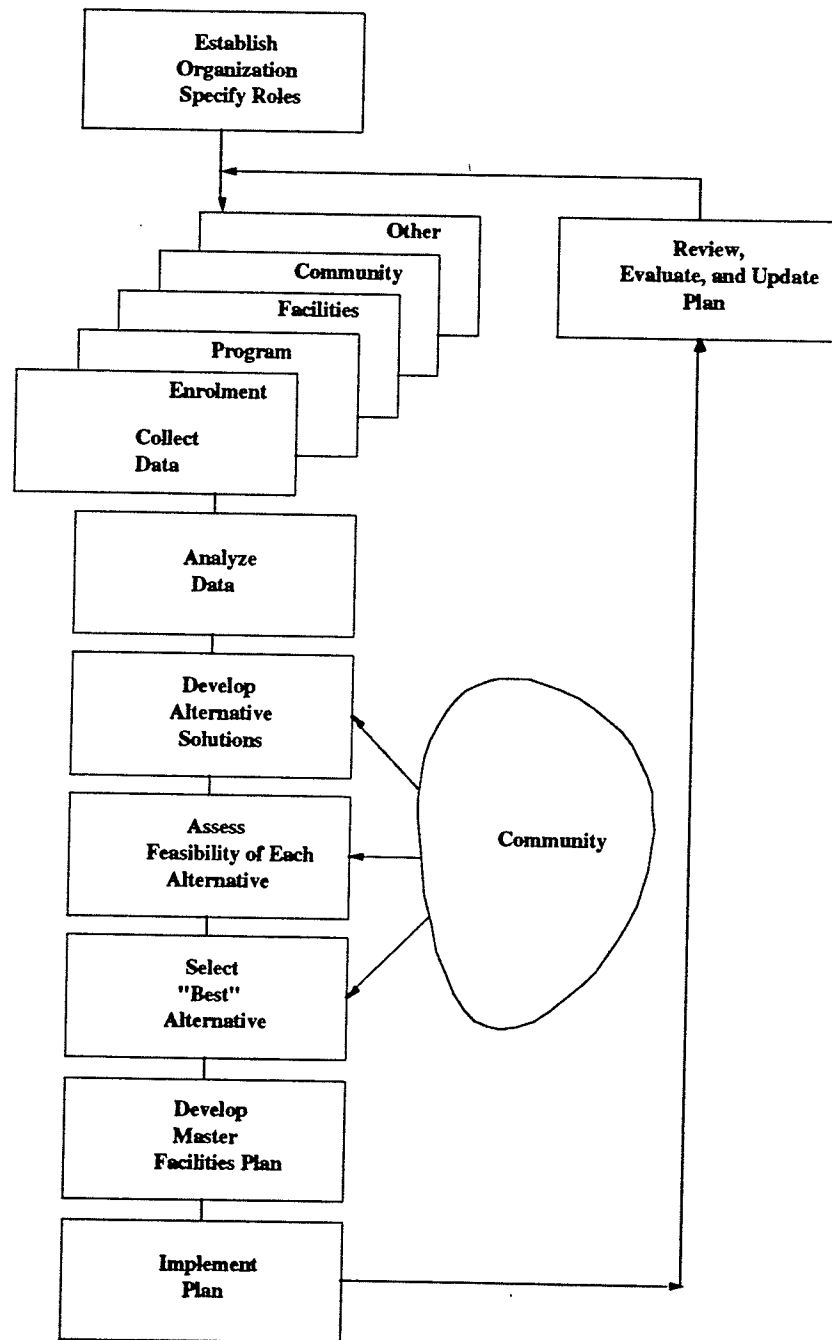 Establish
Organization
Specify Roles
Other
Community
Facilities
Program
Enrolment
Collect
Data
Review,
Evaluate, and Update
Plan
Analyze
Data
Develop
Alternative
Solutions
Assess
Feasibility of Each
Alternative
Community
Select
"Best"
Alternative
Develop
Master
Facilities Plan
Implement
Plan